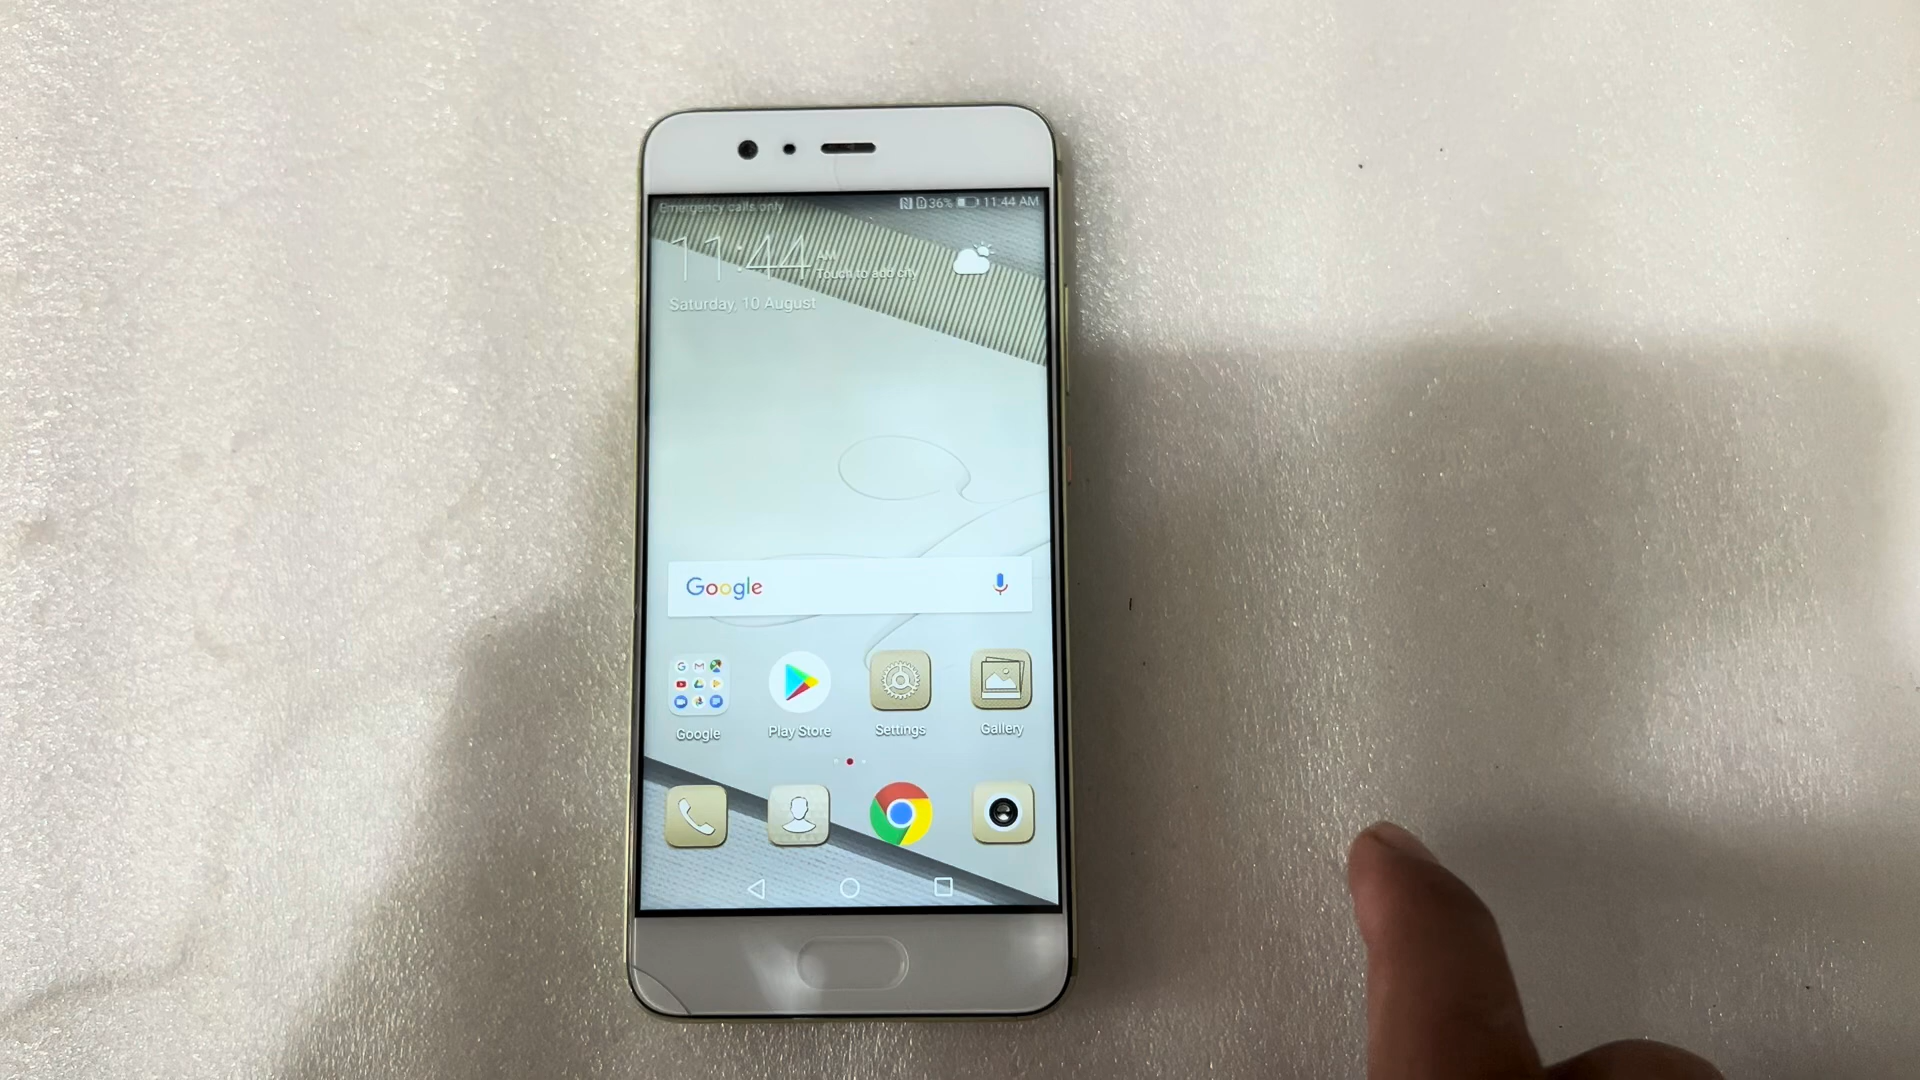 Emergency calls only 36% 11:44 AM
11:44 AM
Touch to add city
Saturday, 10 August
Google
Google Play Store Settings Gallery